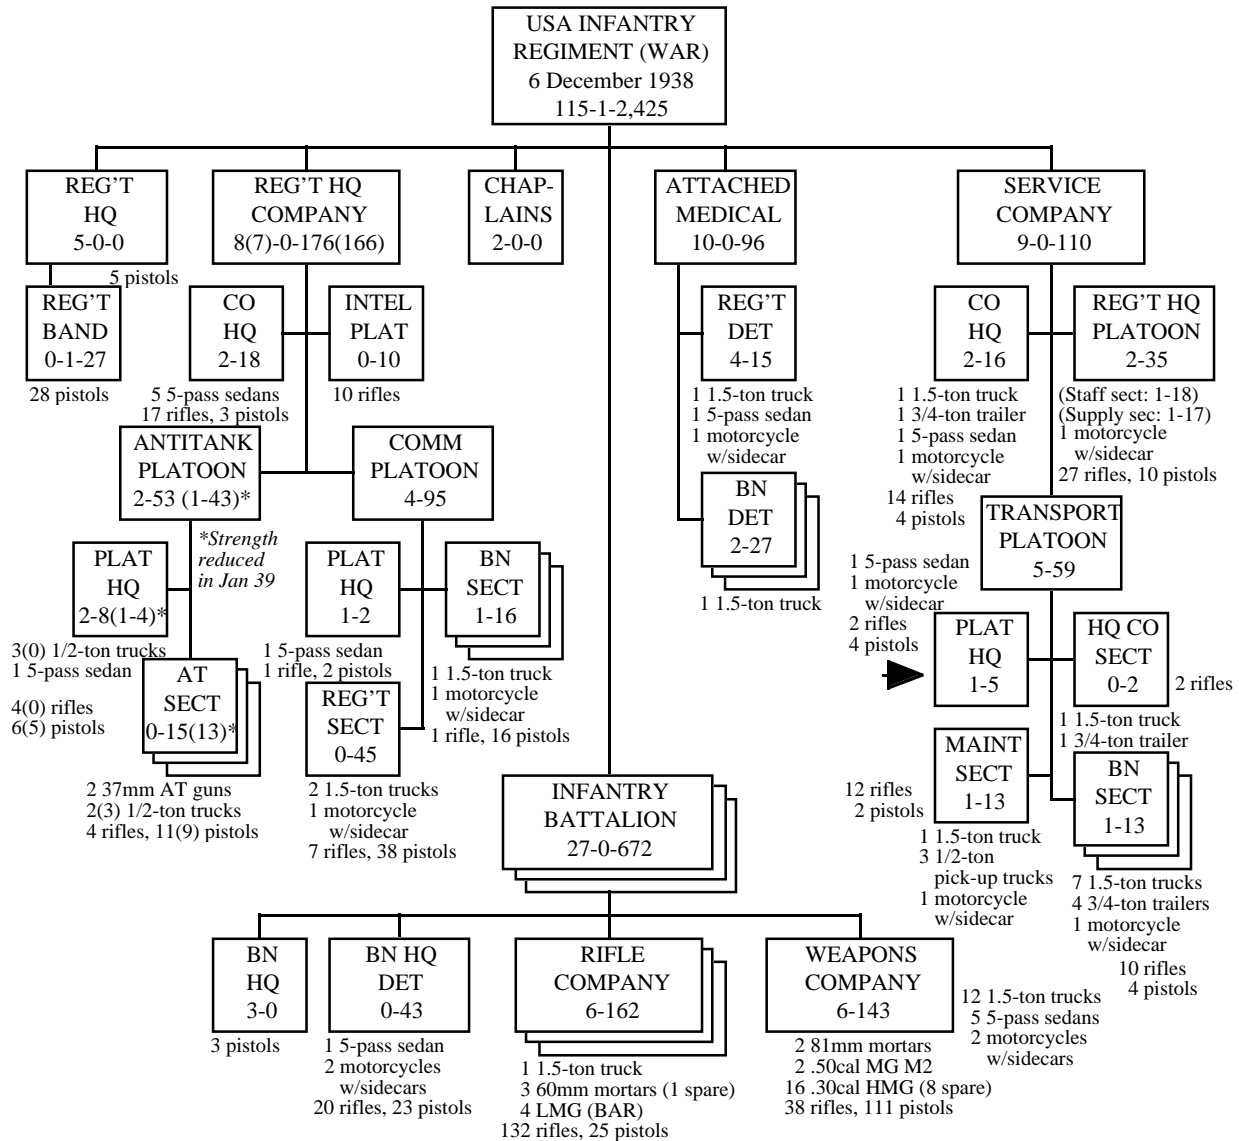 USA INFANTRY
REGIMENT (WAR)
6 December 1938
115-1-2,425
REG'T
HQ
5-0-0
5 pistols
REG'T HQ
COMPANY
8(7)-0-176(166)
CHAP-
LAINS
2-0-0
ATTACHED
MEDICAL
10-0-96
SERVICE
COMPANY
9-0-110
REG'T
BAND
0-1-27
28 pistols
CO
HQ
2-18
5 5-pass sedans
17 rifles, 3 pistols
INTEL
PLAT
0-10
10 rifles
REG'T
DET
4-15
1 1.5-ton truck
1 5-pass sedan
1 motorcycle
w/sidecar
CO
HQ
2-16
1 1.5-ton truck
1 3/4-ton trailer
1 5-pass sedan
1 motorcycle
w/sidecar
14 rifles
4 pistols
REG'T HQ
PLATOON
2-35
(Staff sect: 1-18)
(Supply sec: 1-17)
1 motorcycle
w/sidecar
27 rifles, 10 pistols
ANTITANK
PLATOON
2-53 (1-43)*
*Strength
reduced
in Jan 39
COMM
PLATOON
4-95
BN
DET
2-27
1 1.5-ton truck
TRANSPORT
PLATOON
5-59
PLAT
HQ
2-8(1-4)*
3(0) 1/2-ton trucks
1 5-pass sedan
4(0) rifles
6(5) pistols
AT
SECT
0-15(13)*
2 37mm AT guns
2(3) 1/2-ton trucks
4 rifles, 11(9) pistols
PLAT
HQ
1-2
1 5-pass sedan
1 rifle, 2 pistols
BN
SECT
1-16
1 1.5-ton truck
1 motorcycle
w/sidecar
1 rifle, 16 pistols
REG'T
SECT
0-45
2 1.5-ton trucks
1 motorcycle
w/sidecar
7 rifles, 38 pistols
1 5-pass sedan
1 motorcycle
w/sidecar
2 rifles
4 pistols
PLAT
HQ
1-5
HQ CO
SECT
0-2
2 rifles
1 1.5-ton truck
1 3/4-ton trailer
MAINT
SECT
1-13
12 rifles
2 pistols
1 1.5-ton truck
3 1/2-ton
pick-up trucks
1 motorcycle
w/sidecar
BN
SECT
1-13
7 1.5-ton trucks
4 3/4-ton trailers
1 motorcycle
w/sidecar
10 rifles
4 pistols
INFANTRY
BATTALION
27-0-672
BN
HQ
3-0
3 pistols
BN HQ
DET
0-43
1 5-pass sedan
2 motorcycles
w/sidecars
20 rifles, 23 pistols
RIFLE
COMPANY
6-162
1 1.5-ton truck
3 60mm mortars (1 spare)
4 LMG (BAR)
132 rifles, 25 pistols
WEAPONS
COMPANY
6-143
12 1.5-ton trucks
5 5-pass sedans
2 motorcycles
w/sidecars
2 81mm mortars
2 .50cal MG M2
16 .30cal HMG (8 spare)
38 rifles, 111 pistols